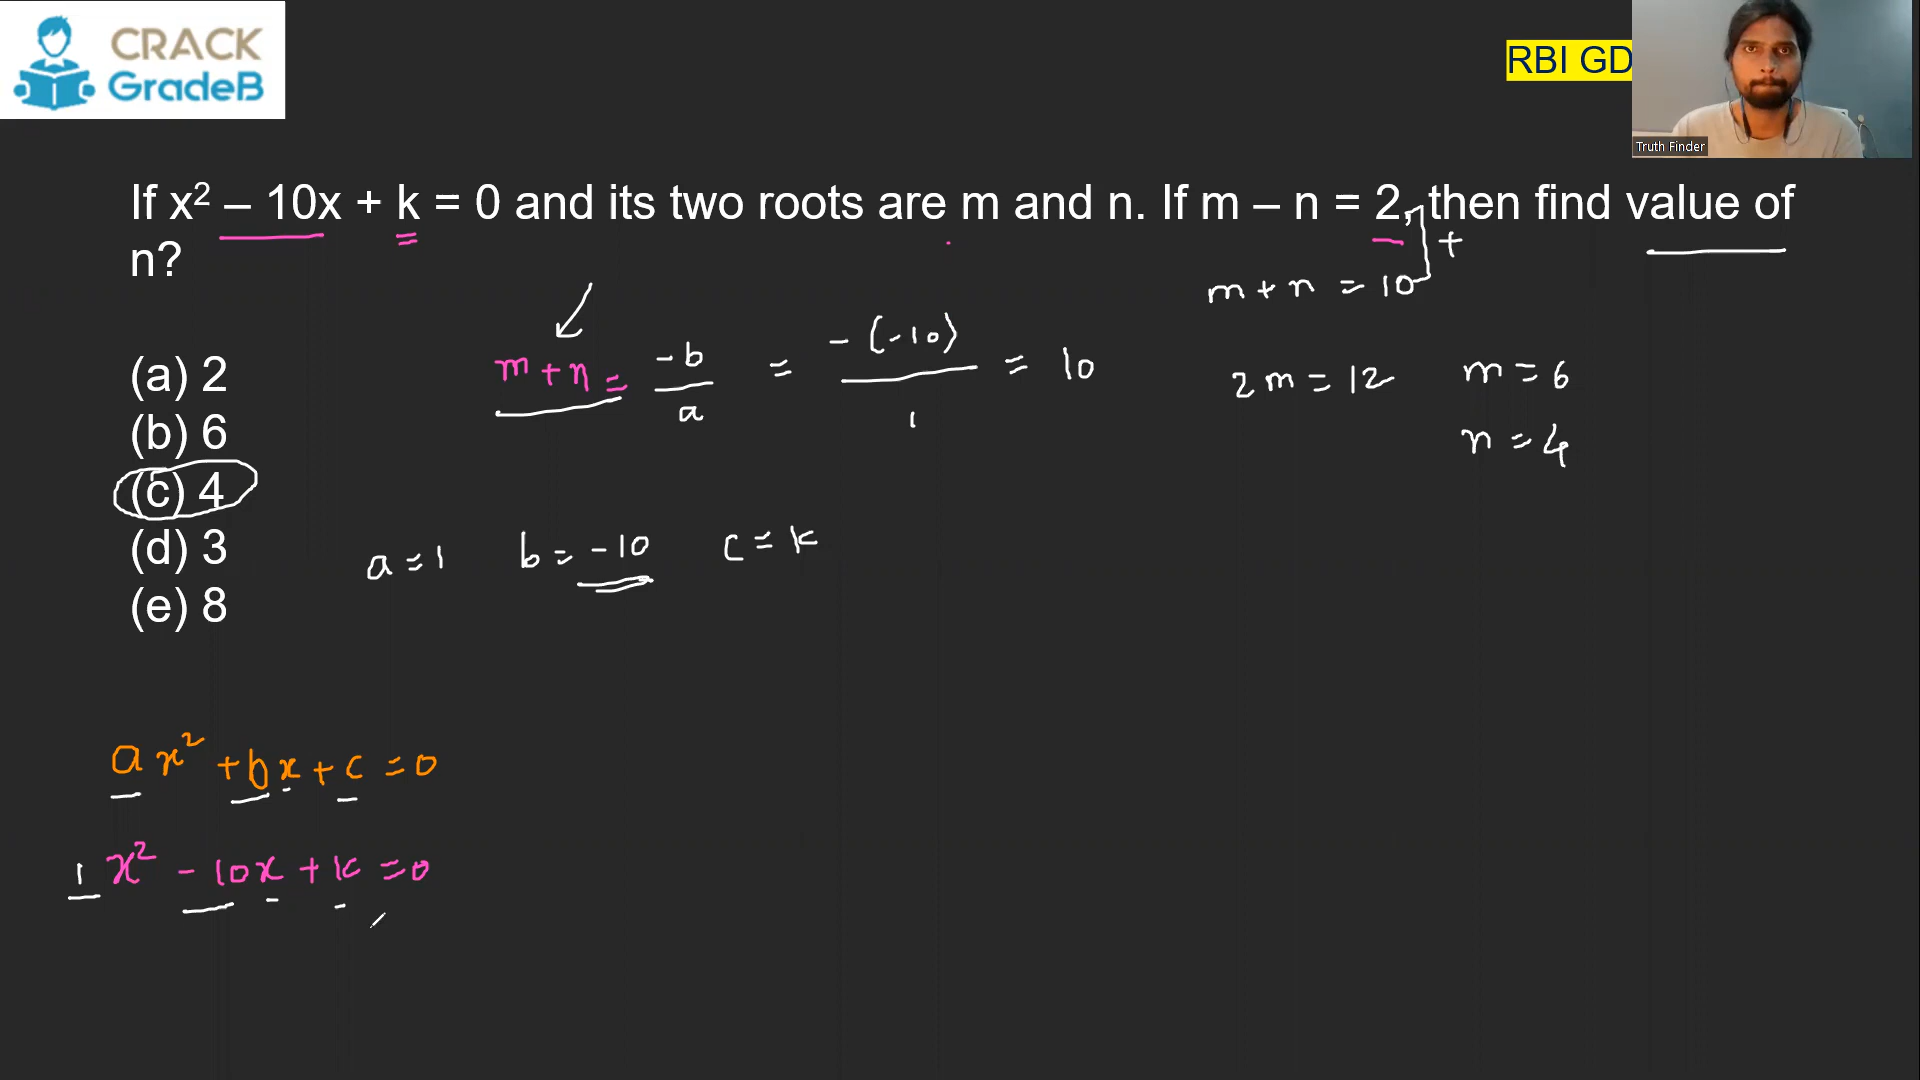 CRACK
GradeB
RBI GD
Truth Finder
If x² – 10x + k = 0 and its two roots are m and n. If m – n = 2, then find value of
n?
+
m + n = 10
(a) 2
(b) 6
(c) 4
(d) 3
(e) 8
m + n = -b/a = -(-10)/1 = 10
2m = 12 m = 6
n = 4
a = 1 b = -10 c = k
ax² + bx + c = 0
1x² - 10x + k = 0